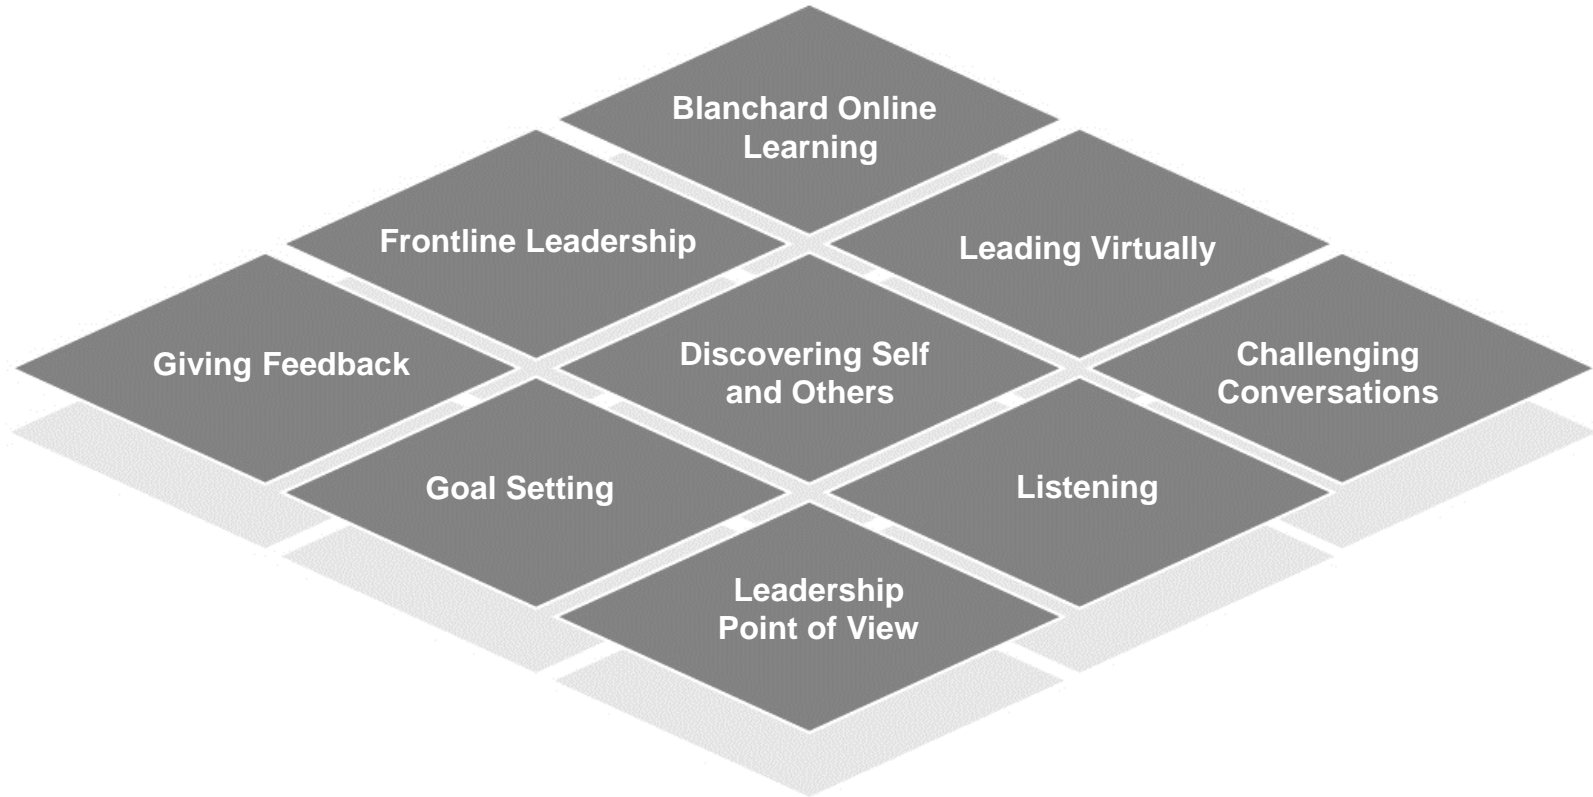 Blanchard Online
Learning
Frontline Leadership
Leading Virtually
Giving Feedback
Discovering Self
and Others
Challenging
Conversations
Goal Setting
Listening
Leadership
Point of View